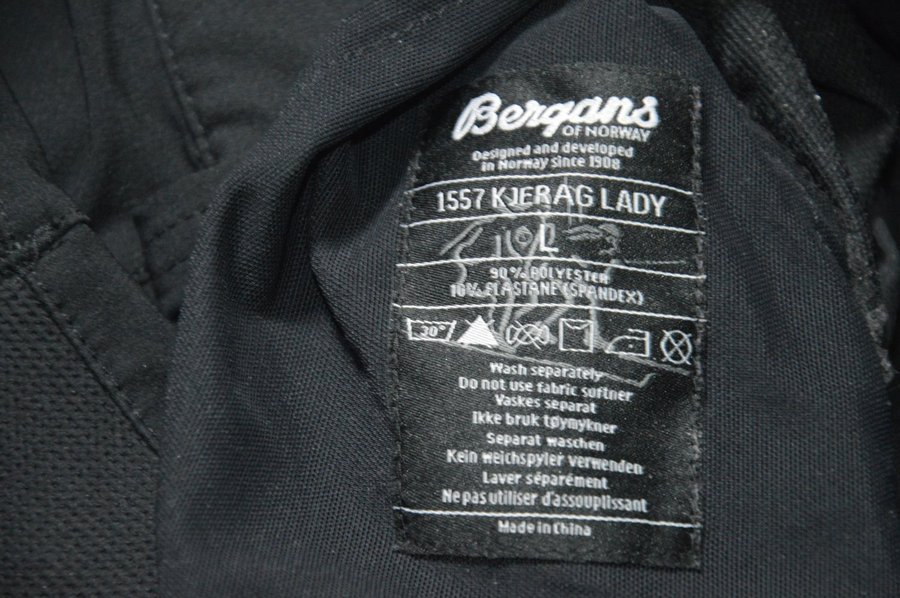 Bergans
OF NORWAY
Designed and developed
in Norway since 1908
1557 KJERAG LADY
L
90% POLYESTER
10% ELASTANE (SPANDEX)
30°
Wash separately
Do not use fabric softner
Vaskes separat
Ikke bruk tøymykner
Separat waschen
Kein weichspyler verwenden
Laver séparément
Ne pas utiliser d'assouplissant
Made in China